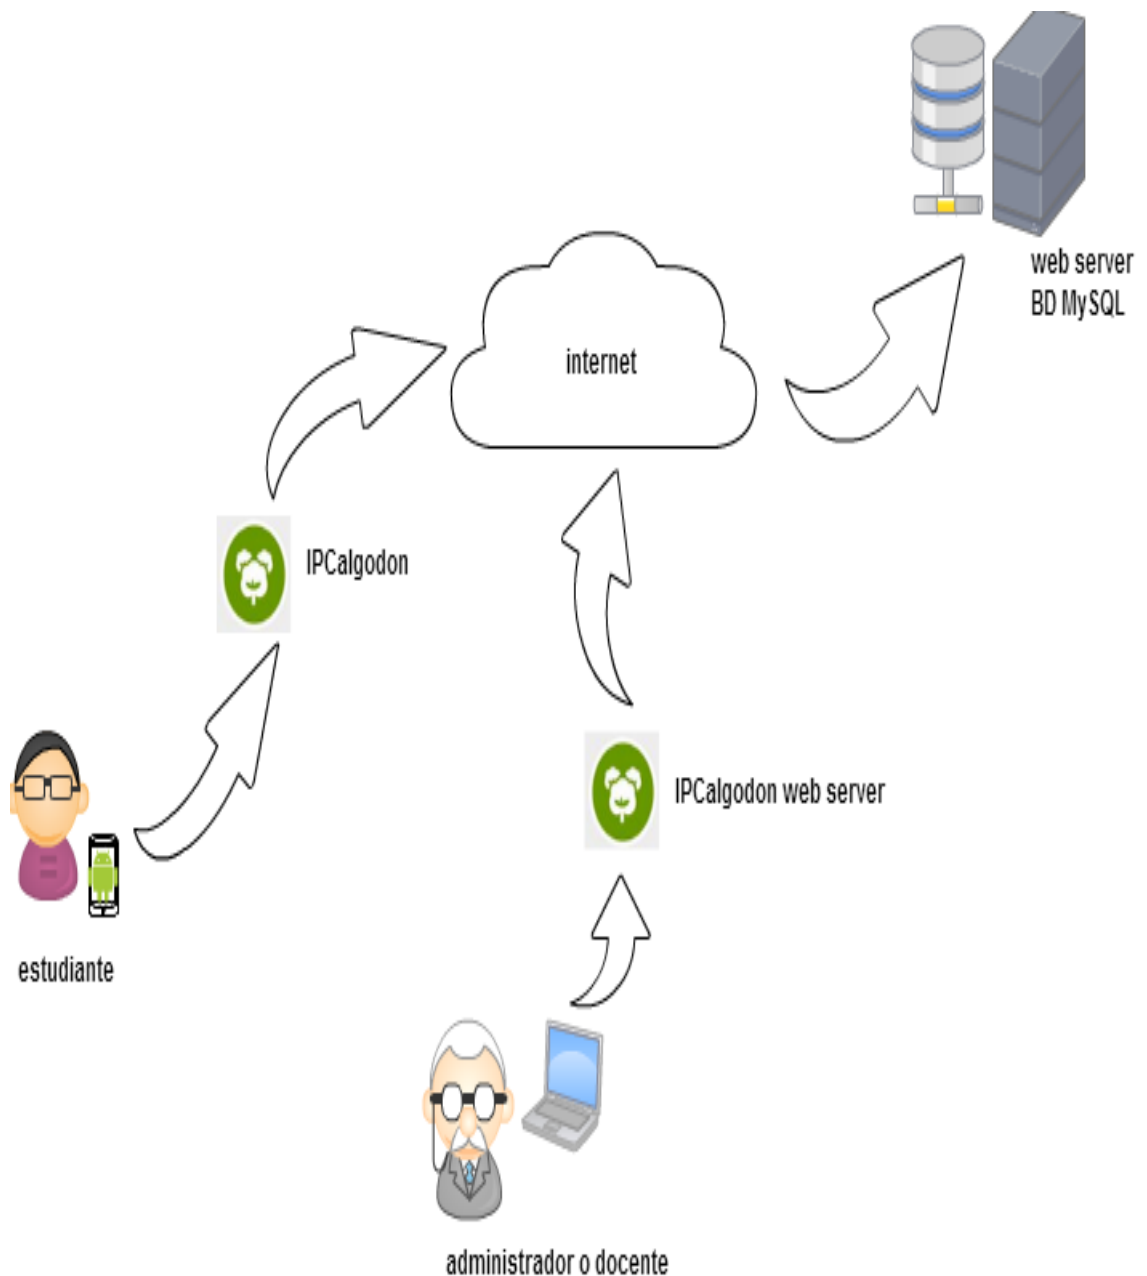 web server
BD MySQL
internet
IPCalgodon
IPCalgodon web server
estudiante
administrador o docente